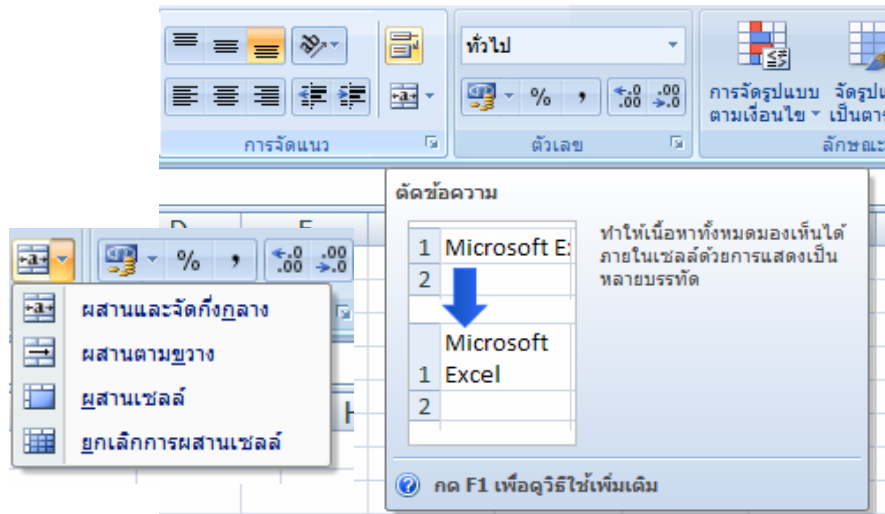 ทั่วไป
% , .0 .00 .00 .0
การจัดรูปแบบ
ตามเงื่อนไข
จัดรูปแ
เป็นตาร
การจัดแนว
ตัวเลข
ลักษณะ
ตัดข้อความ
ทำให้เนื้อหาทั้งหมดมองเห็นได้
ภายในเซลล์ด้วยการแสดงเป็น
หลายบรรทัด
1 Microsoft E
2
Microsoft
1 Excel
2
กด F1 เพื่อดูวิธีใช้เพิ่มเติม
a % , .0 .00 .00 .0
ผสานและจัดกึ่งกลาง
ผสานตามขวาง
ผสานเซลล์
ยกเลิกการผสานเซลล์
H